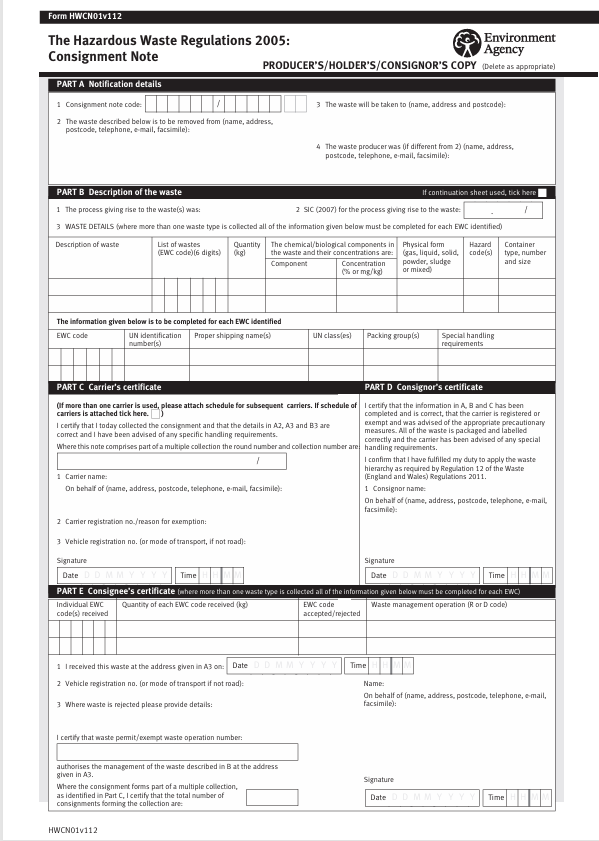 Form HWCN01v112
The Hazardous Waste Regulations 2005:
Consignment Note
Environment
Agency
PRODUCER'S/HOLDER'S/CONSIGNOR'S COPY (Delete as appropriate)
PART A Notification details
1 Consignment note code: /
2 The waste described below is to be removed from (name, address,
postcode, telephone, e-mail, facsimile):
3 The waste will be taken to (name, address and postcode):
4 The waste producer was (if different from 2) (name, address,
postcode, telephone, e-mail, facsimile):
PART B Description of the waste
If continuation sheet used, tick here
1 The process giving rise to the waste(s) was:
2 SIC (2007) for the process giving rise to the waste: . /
3 WASTE DETAILS (where more than one waste type is collected all of the information given below must be completed for each EWC identified)
Description of waste
List of wastes
(EWC code)(6 digits)
Quantity
(kg)
The chemical/biological components in
the waste and their concentrations are:
Component
Concentration
(% or mg/kg)
Physical form
(gas, liquid, solid,
powder, sludge
or mixed)
Hazard
code(s)
Container
type, number
and size
The information given below is to be completed for each EWC identified
EWC code
UN identification
number(s)
Proper shipping name(s)
UN class(es)
Packing group(s)
Special handling
requirements
PART C Carrier's certificate
(If more than one carrier is used, please attach schedule for subsequent carriers. If schedule of
carriers is attached tick here. )
I certify that I today collected the consignment and that the details in A2, A3 and B3 are
correct and I have been advised of any specific handling requirements.
Where this note comprises part of a multiple collection the round number and collection number are:
/
1 Carrier name:
On behalf of (name, address, postcode, telephone, e-mail, facsimile):
2 Carrier registration no./reason for exemption:
3 Vehicle registration no. (or mode of transport, if not road):
Signature
Date D D M M Y Y Y Y Time H H M M
PART D Consignor's certificate
I certify that the information in A, B and C has been
completed and is correct, that the carrier is registered or
exempt and was advised of the appropriate precautionary
measures. All of the waste is packaged and labelled
correctly and the carrier has been advised of any special
handling requirements.
I confirm that I have fulfilled my duty to apply the waste
hierarchy as required by Regulation 12 of the Waste
(England and Wales) Regulations 2011.
1 Consignor name:
On behalf of (name, address, postcode, telephone, e-mail,
facsimile):
Signature
Date D D M M Y Y Y Y Time H H M M
PART E Consignee's certificate (where more than one waste type is collected all of the information given below must be completed for each EWC)
Individual EWC
code(s) received
Quantity of each EWC code received (kg)
EWC code
accepted/rejected
Waste management operation (R or D code)
1 I received this waste at the address given in A3 on: Date D D M M Y Y Y Y Time H H M M
2 Vehicle registration no. (or mode of transport if not road):
3 Where waste is rejected please provide details:
Name:
On behalf of (name, address, postcode, telephone, e-mail,
facsimile):
I certify that waste permit/exempt waste operation number:
authorises the management of the waste described in B at the address
given in A3.
Where the consignment forms part of a multiple collection,
as identified in Part C, I certify that the total number of
consignments forming the collection are:
Signature
Date D D M M Y Y Y Y Time H H M M
HWCN01v112